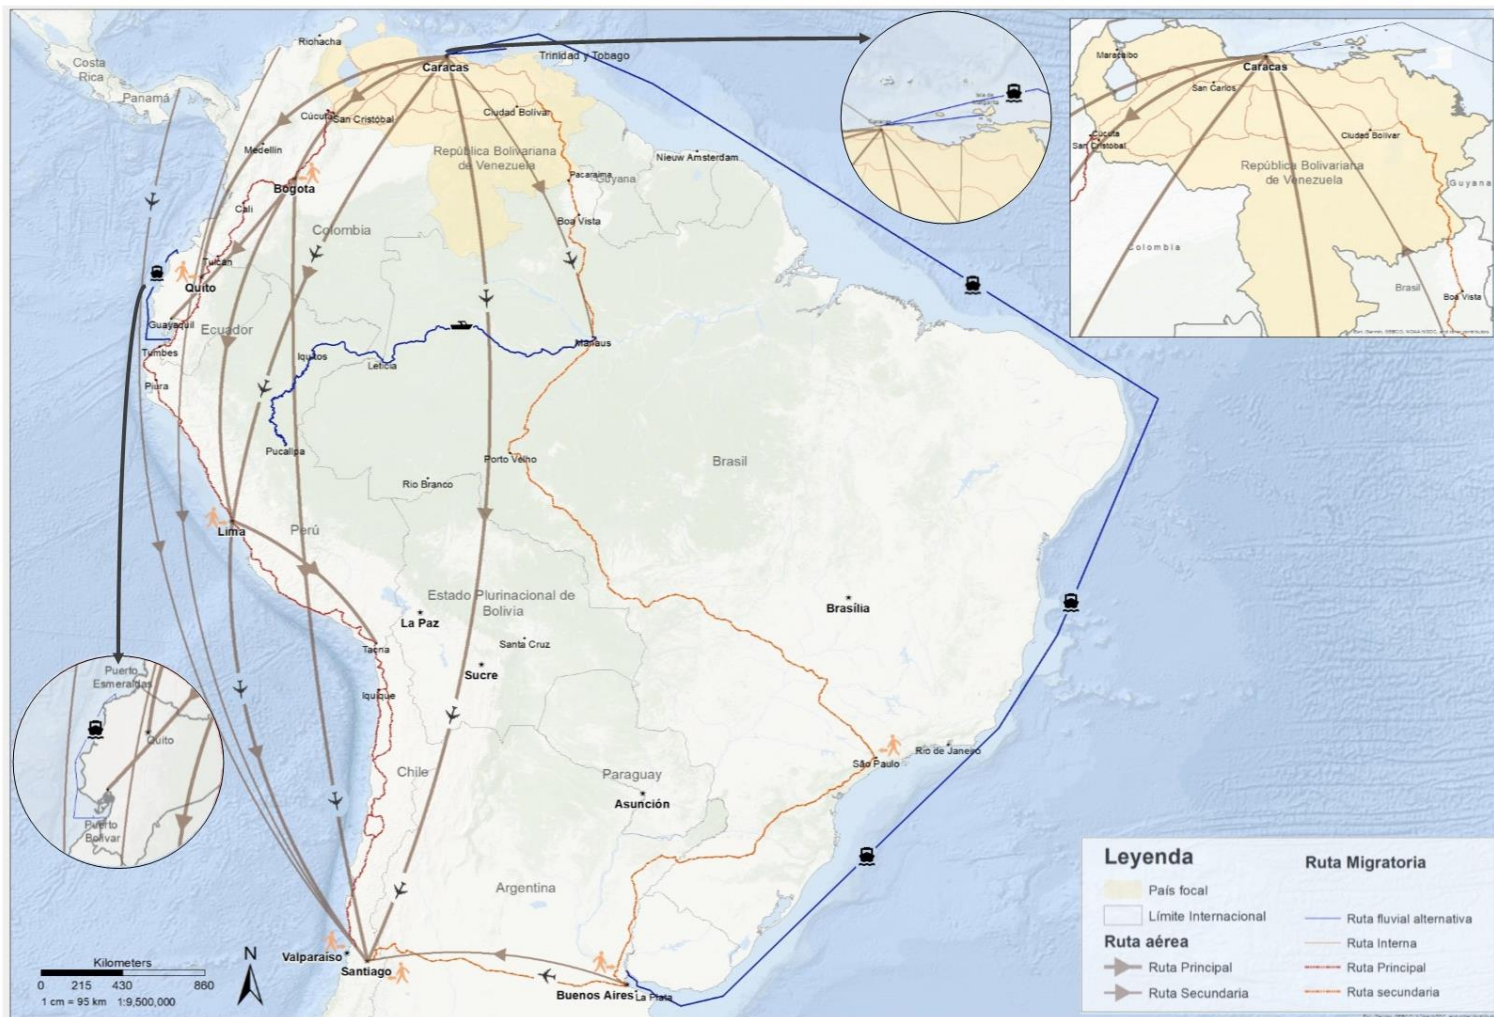 Riohacha
Costa
Rica
Panamá
Caracas
Trinidad y Tobago
Cúcuta
San Cristóbal
Ciudad Bolívar
Medellin
República Bolivariana
de Venezuela
Nieuw Amsterdam
Bogota
Pacaraima
Guyana
Cali
Colombia
Boa Vista
Tulcan
Quito
Guayaquil
Ecuador
Tumbes
Iquitos
Leticia
Manaus
Piura
Pucallpa
Porto Velho
Brasil
Rio Branco
Lima
Perú
Estado Plurinacional de
Bolivia
La Paz
Brasília
Santa Cruz
Tacna
Sucre
Iquique
Chile
São Paulo
Rio de Janeiro
Paraguay
Asunción
Argentina
Valparaíso
Santiago
Buenos Aires
La Plata
Isla de
Margarita
Caracas
Maracaibo
Caracas
San Carlos
Cúcuta
San Cristóbal
Ciudad Bolívar
República Bolivariana
de Venezuela
Guyana
Colombia
Brasil
Boa Vista
Puerto
Esmeraldas
Quito
Puerto
Bolívar
N
Kilometers
0 215 430 860
1 cm = 95 km 1:9,500,000
Leyenda
País focal
Límite Internacional
Ruta aérea
Ruta Principal
Ruta Secundaria
Ruta Migratoria
Ruta fluvial alternativa
Ruta Interna
Ruta Principal
Ruta secundaria